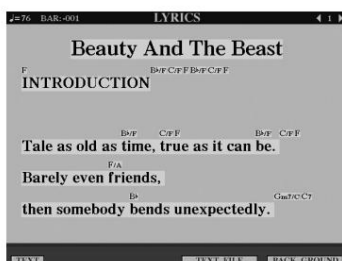 ♩=76 BAR:-001 LYRICS ◀ 1 ▶
Beauty And The Beast
F B♭/F C/F F B♭/F C/F F
INTRODUCTION
B♭/F C/F F B♭/F C/F F
Tale as old as time, true as it can be.
F/A
Barely even friends,
B♭ Gm7/C C7
then somebody bends unexpectedly.
TEXT TEXT FILE BACK GROUND